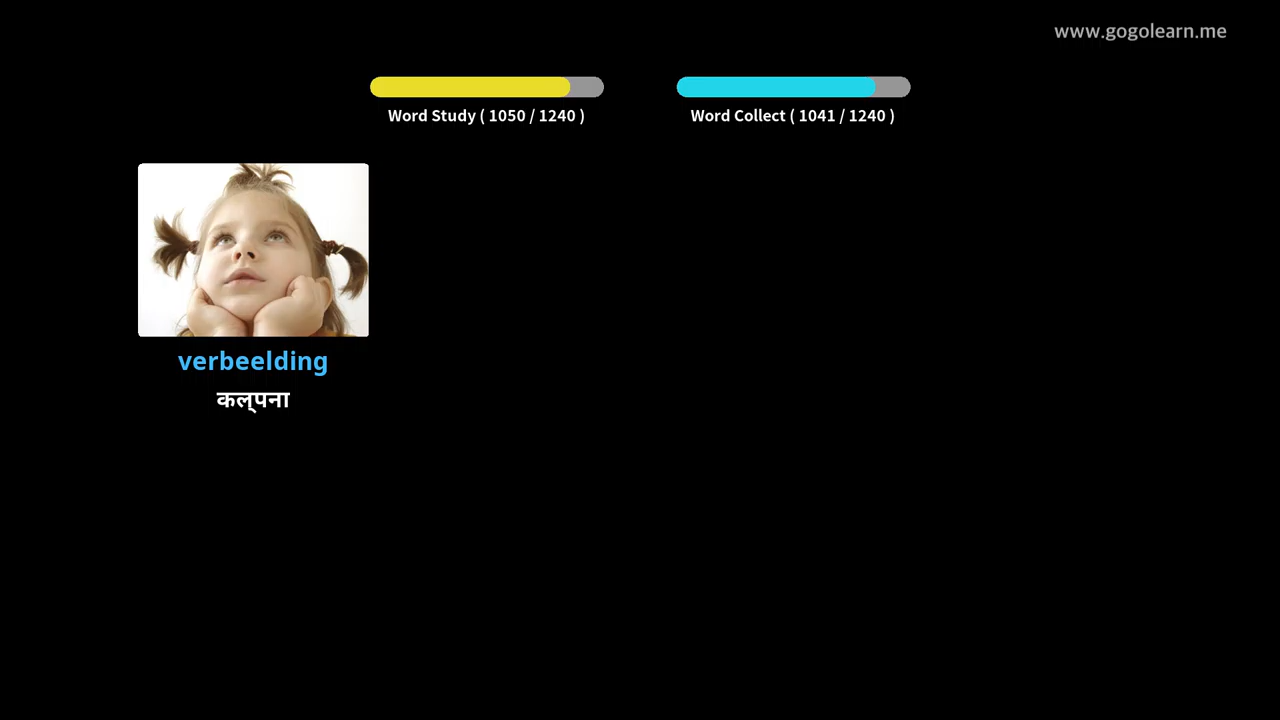 www.gogolearn.me
Word Study ( 1050 / 1240 )
Word Collect ( 1041 / 1240 )
verbeelding
कल्पना